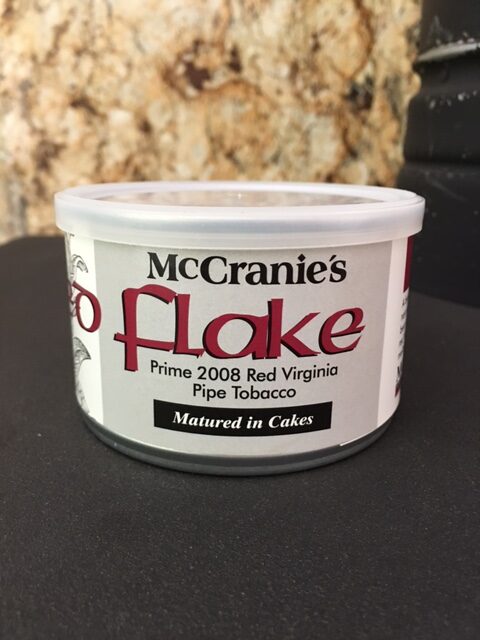 McCranie's
flake
Prime 2008 Red Virginia
Pipe Tobacco
Matured in Cakes